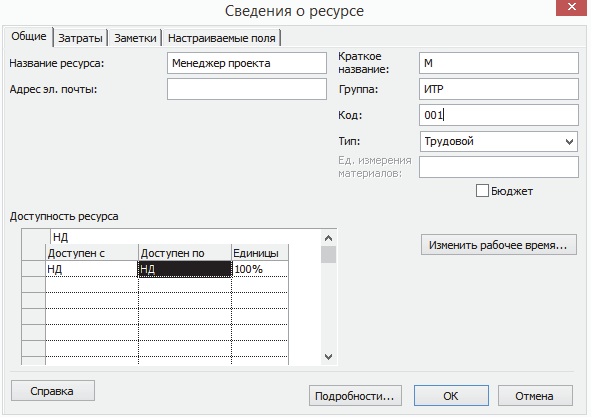 Сведения о ресурсе
Общие Затраты Заметки Настраиваемые поля
Название ресурса: Менеджер проекта
Краткое название: М
Адрес эл. почты:
Группа: ИТР
Код: 001
Тип: Трудовой
Ед. измерения материалов:
Бюджет
Доступность ресурса
НД
Доступен с Доступен по Единицы
НД НД 100%
Изменить рабочее время...
Справка Подробности... ОК Отмена